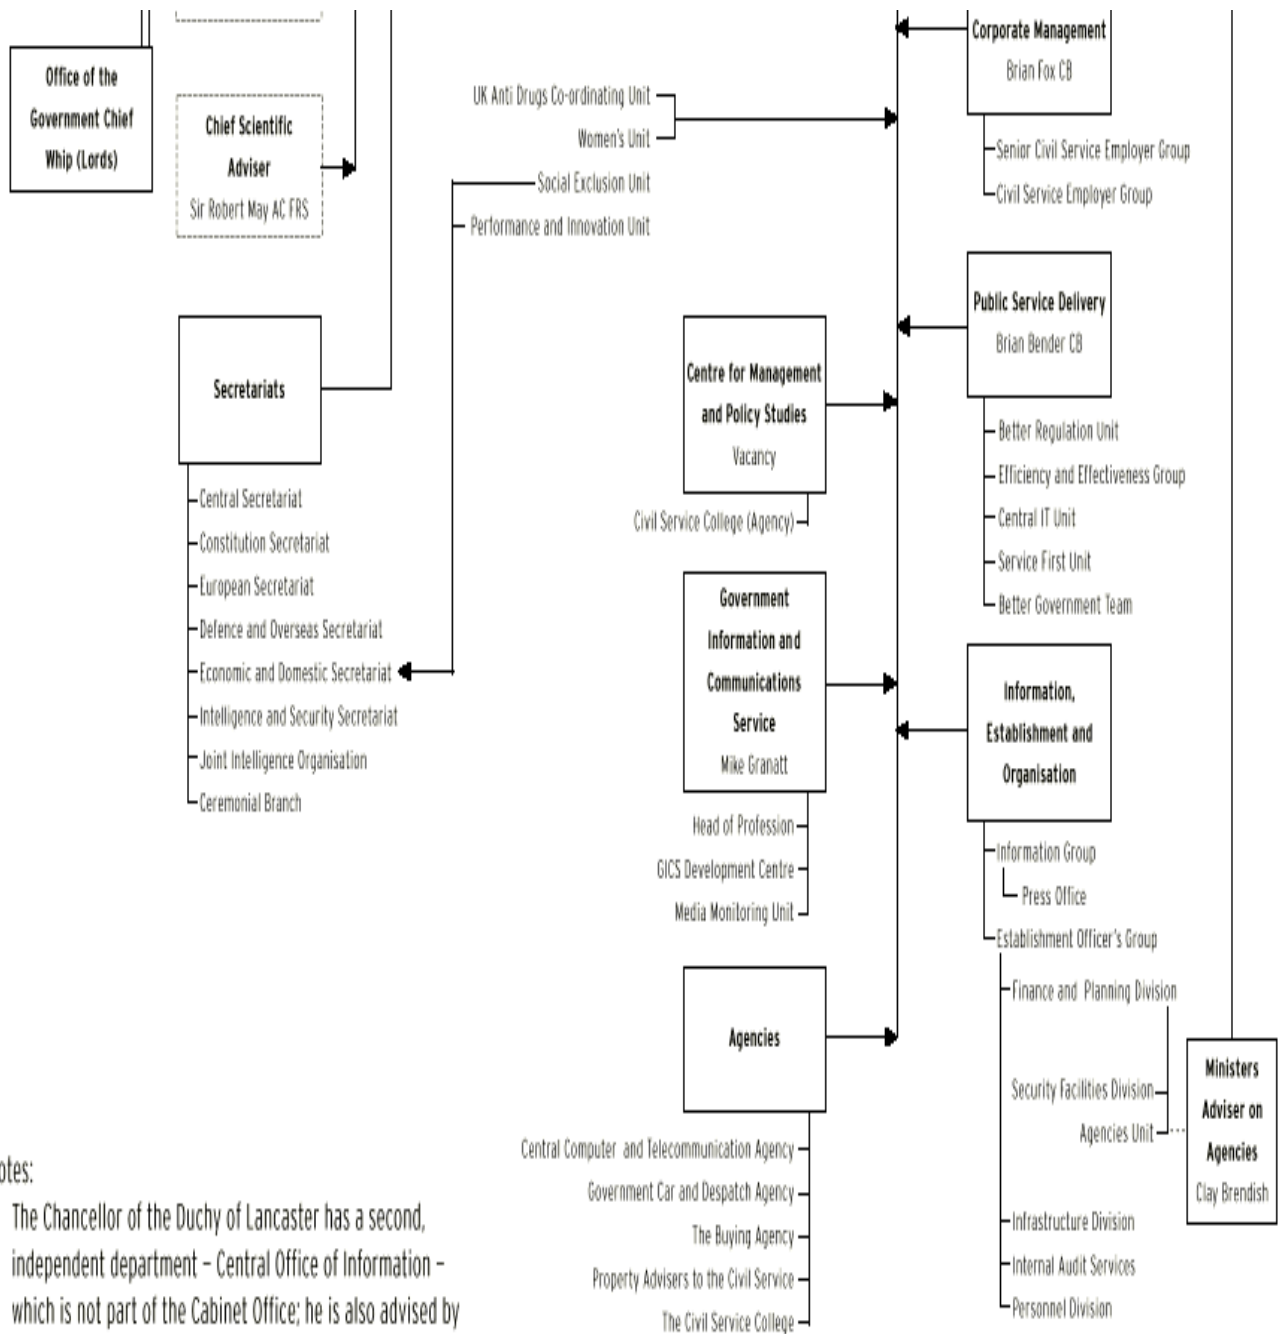 Office of the
Government Chief
Whip (Lords)
Chief Scientific
Adviser
Sir Robert May AC FRS
Secretariats
Central Secretariat
Constitution Secretariat
European Secretariat
Defence and Overseas Secretariat
Economic and Domestic Secretariat
Intelligence and Security Secretariat
Joint Intelligence Organisation
Ceremonial Branch
UK Anti Drugs Co-ordinating Unit
Women's Unit
Social Exclusion Unit
Performance and Innovation Unit
Centre for Management
and Policy Studies
Vacancy
Civil Service College (Agency)
Government
Information and
Communications
Service
Mike Granatt
Head of Profession
GICS Development Centre
Media Monitoring Unit
Agencies
Central Computer and Telecommunication Agency
Government Car and Despatch Agency
The Buying Agency
Property Advisers to the Civil Service
The Civil Service College
Corporate Management
Brian Fox CB
Senior Civil Service Employer Group
Civil Service Employer Group
Public Service Delivery
Brian Bender CB
Better Regulation Unit
Efficiency and Effectiveness Group
Central IT Unit
Service First Unit
Better Government Team
Information,
Establishment and
Organisation
Information Group
Press Office
Establishment Officer's Group
Finance and Planning Division
Security Facilities Division
Agencies Unit
Infrastructure Division
Internal Audit Services
Personnel Division
Ministers
Adviser on
Agencies
Clay Brendish
otes:
The Chancellor of the Duchy of Lancaster has a second,
independent department – Central Office of Information –
which is not part of the Cabinet Office; he is also advised by